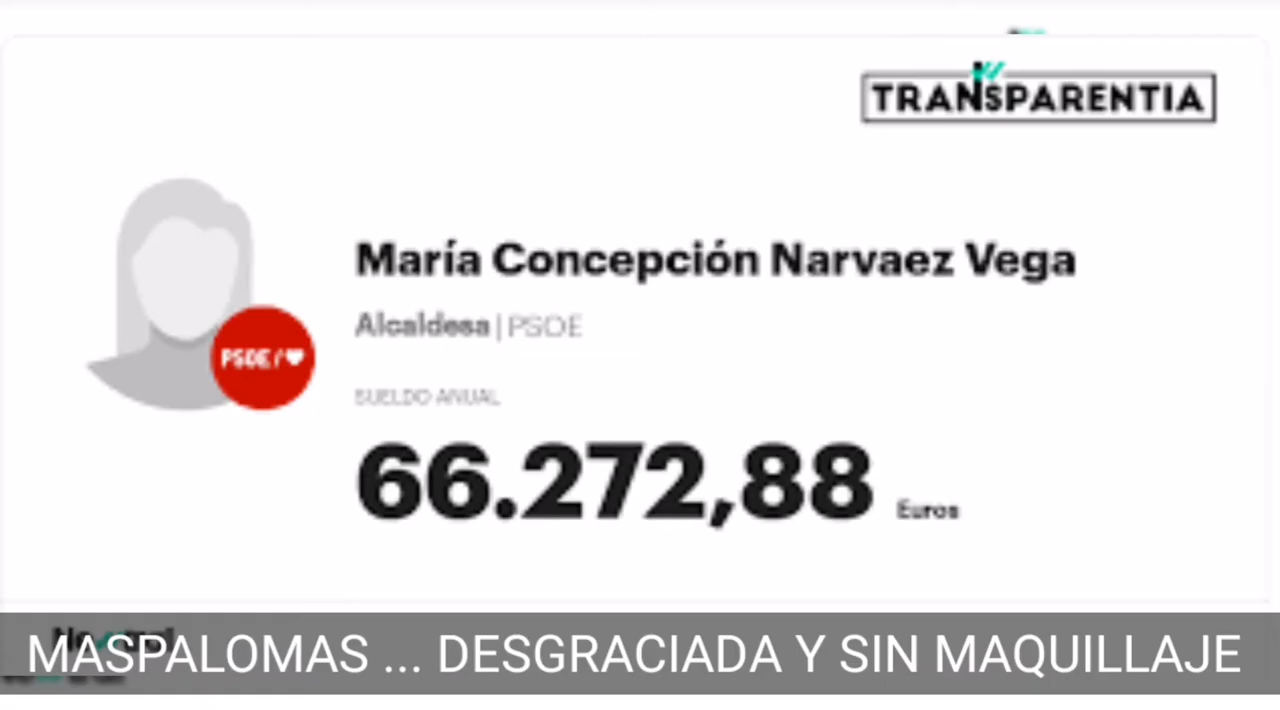 TRANSPARENTIA
María Concepción Narvaez Vega
Alcaldesa | PSOE
PSOE /
SUELDO ANUAL
66.272,88 Euros
MASPALOMAS ... DESGRACIADA Y SIN MAQUILLAJE